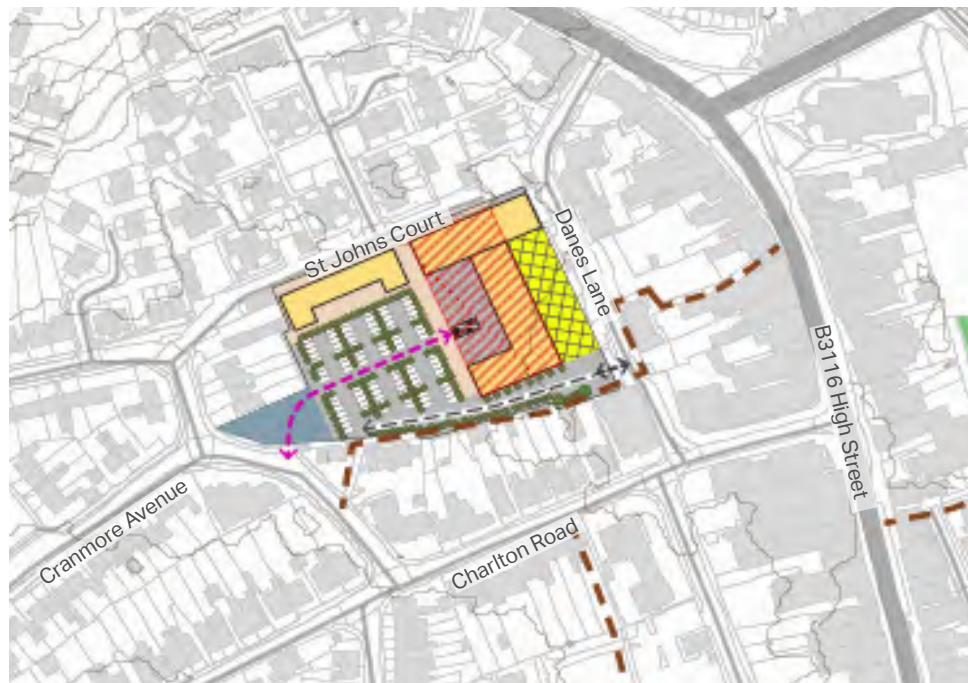 St Johns Court
Danes Lane
B3116 High Street
Cranmore Avenue
Charlton Road